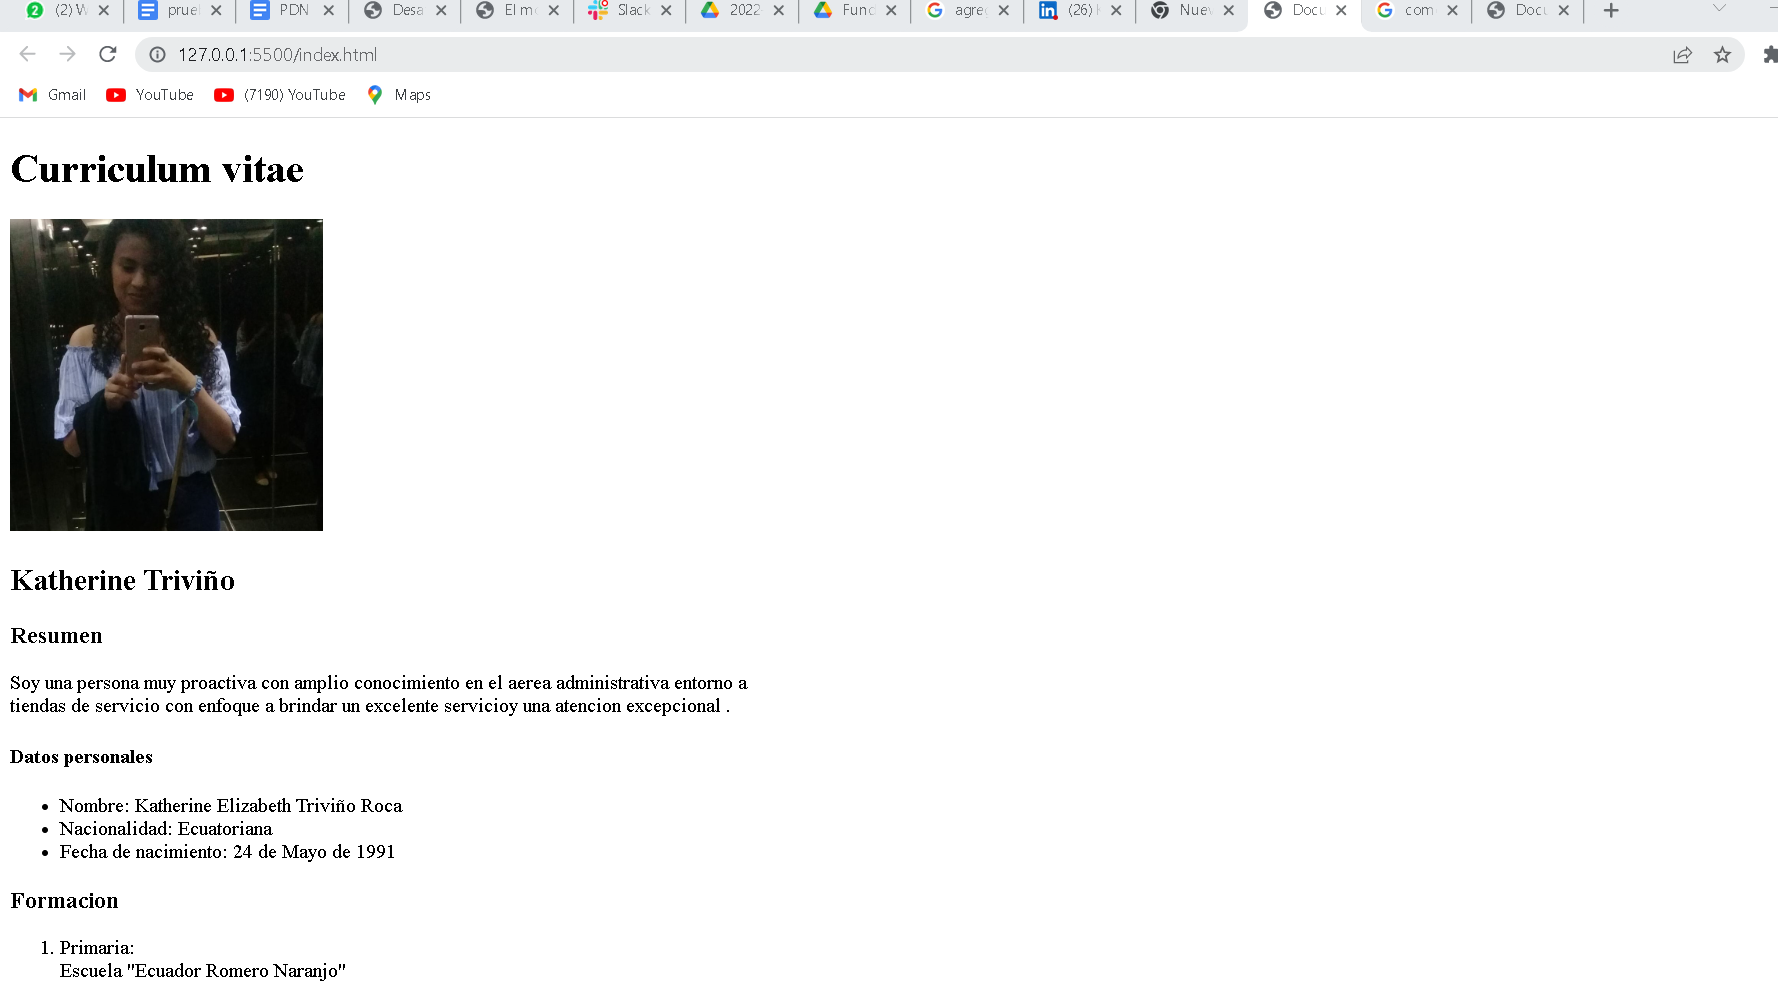 (2) W
PDN
Desa
El m
Slack
2022
Func
agre
(26)
Nue
Docu
com
Docu
127.0.0.1:5500/index.html
Gmail
YouTube
(7190) YouTube
Maps
Curriculum vitae
Katherine Triviño
Resumen
Soy una persona muy proactiva con amplio conocimiento en el aerea administrativa entorno a
tiendas de servicio con enfoque a brindar un excelente servicioy una atencion excepcional .
Datos personales
• Nombre: Katherine Elizabeth Triviño Roca
• Nacionalidad: Ecuatoriana
• Fecha de nacimiento: 24 de Mayo de 1991
Formacion
1. Primaria:
Escuela "Ecuador Romero Naranjo"